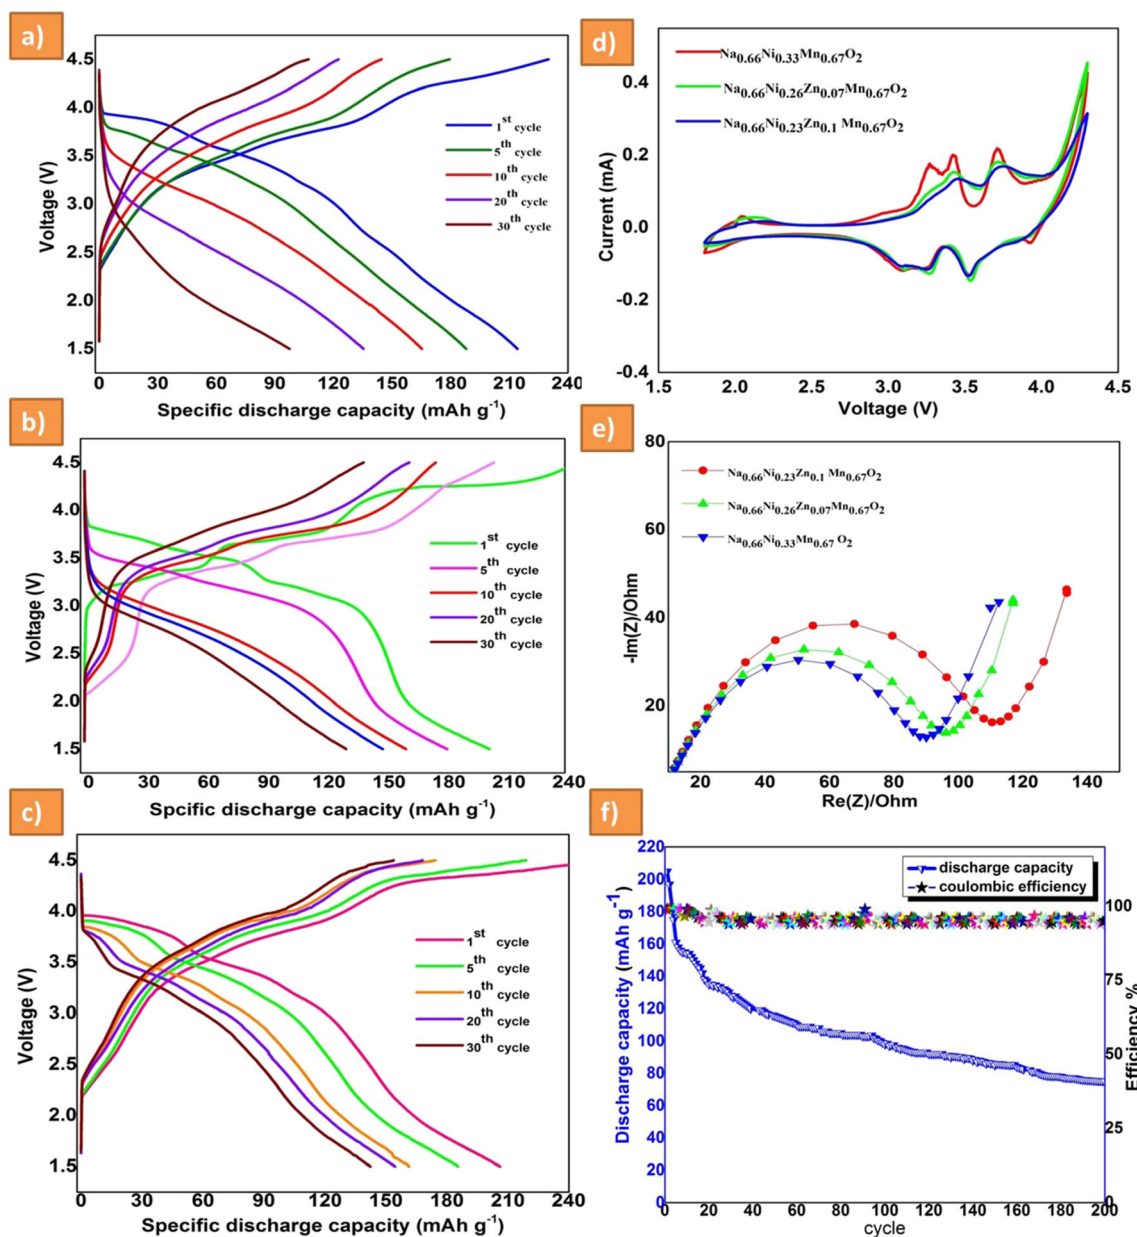 a)
4.5
4.0
3.5
3.0
2.5
2.0
1.5
Voltage (V)
1st cycle
5th cycle
10th cycle
20th cycle
30th cycle
0 30 60 90 120 150 180 210 240
Specific discharge capacity (mAh g-1)
d)
0.4
0.2
0.0
-0.2
-0.4
Current (mA)
Na0.66Ni0.33Mn0.67O2
Na0.66Ni0.26Zn0.07Mn0.67O2
Na0.66Ni0.23Zn0.1 Mn0.67O2
1.5 2.0 2.5 3.0 3.5 4.0 4.5
Voltage (V)
b)
4.5
4.0
3.5
3.0
2.5
2.0
1.5
Voltage (V)
1st cycle
5th cycle
10th cycle
20th cycle
30th cycle
0 30 60 90 120 150 180 210 240
Spcific discharge capacity (mAh g-1)
e)
80
60
40
20
-Im(Z)/Ohm
Na0.66Ni0.23Zn0.1 Mn0.67O2
Na0.66Ni0.26Zn0.07Mn0.67O2
Na0.66Ni0.33Mn0.67 O2
20 40 60 80 100 120 140
Re(Z)/Ohm
c)
4.5
4.0
3.5
3.0
2.5
2.0
1.5
Voltage (V)
1st cycle
5th cycle
10th cycle
20th cycle
30th cycle
0 30 60 90 120 150 180 210 240
Specific discharge capacity (mAh g-1)
f)
220
200
180
160
140
120
100
80
60
40
20
0
Discharge capacity (mAh g-1)
discharge capacity
coulombic efficiency
100
75
50
25
0
Efficiency %
0 20 40 60 80 100 120 140 160 180 200
cycle